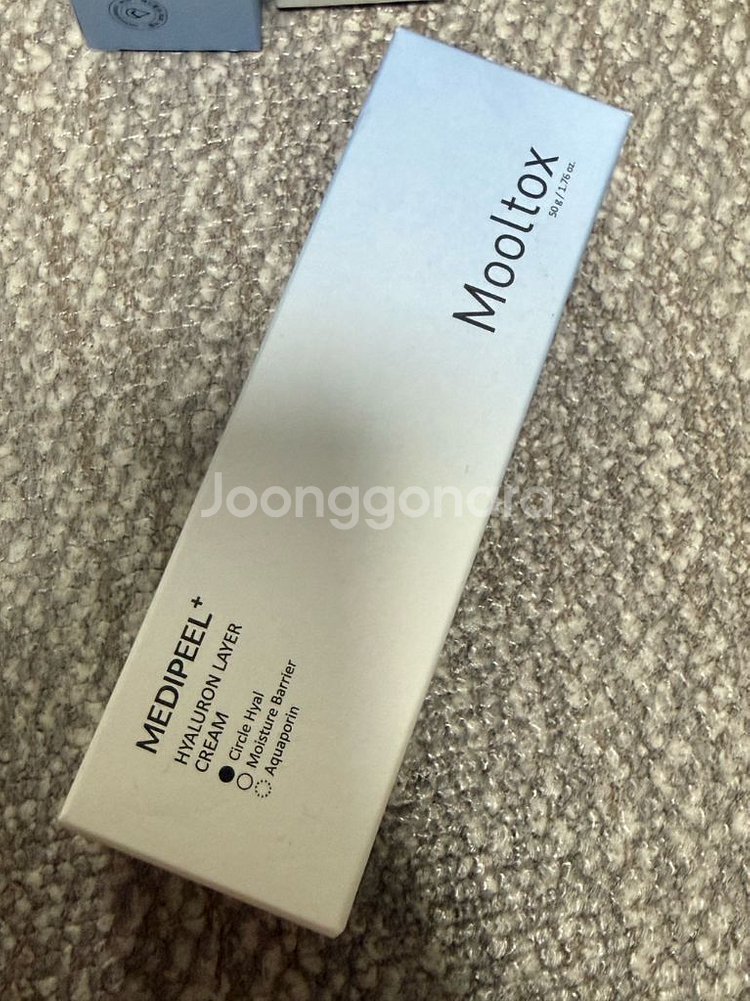 Mooltox
50 g / 1.76 oz.
Joonggonara
MEDIPEEL+
HYALURON LAYER
CREAM
Circle Hyal
Moisture Barrier
Aquaporin